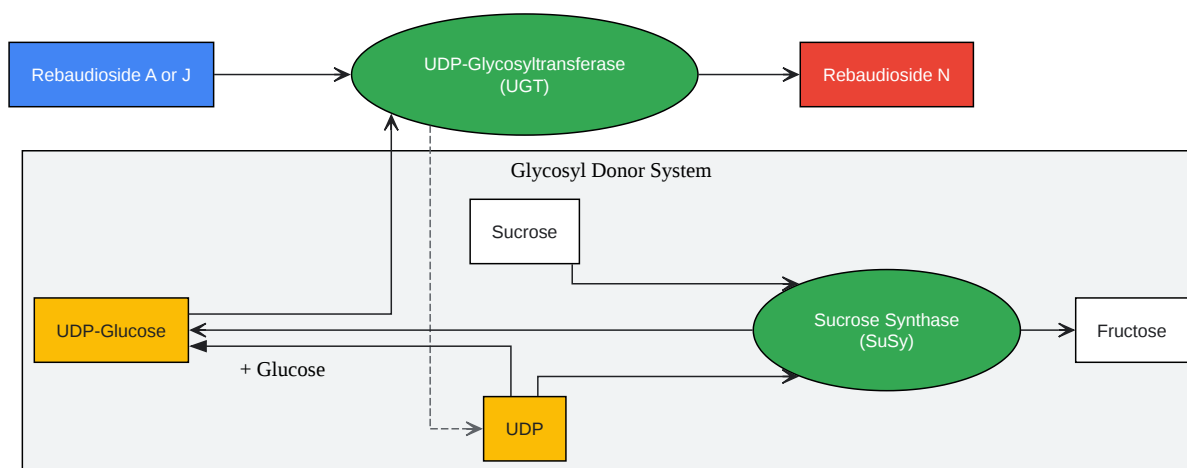 Rebaudioside A or J
UDP-Glycosyltransferase
(UGT)
Rebaudioside N
Glycosyl Donor System
Sucrose
UDP-Glucose
Sucrose Synthase
(SuSy)
Fructose
+ Glucose
UDP